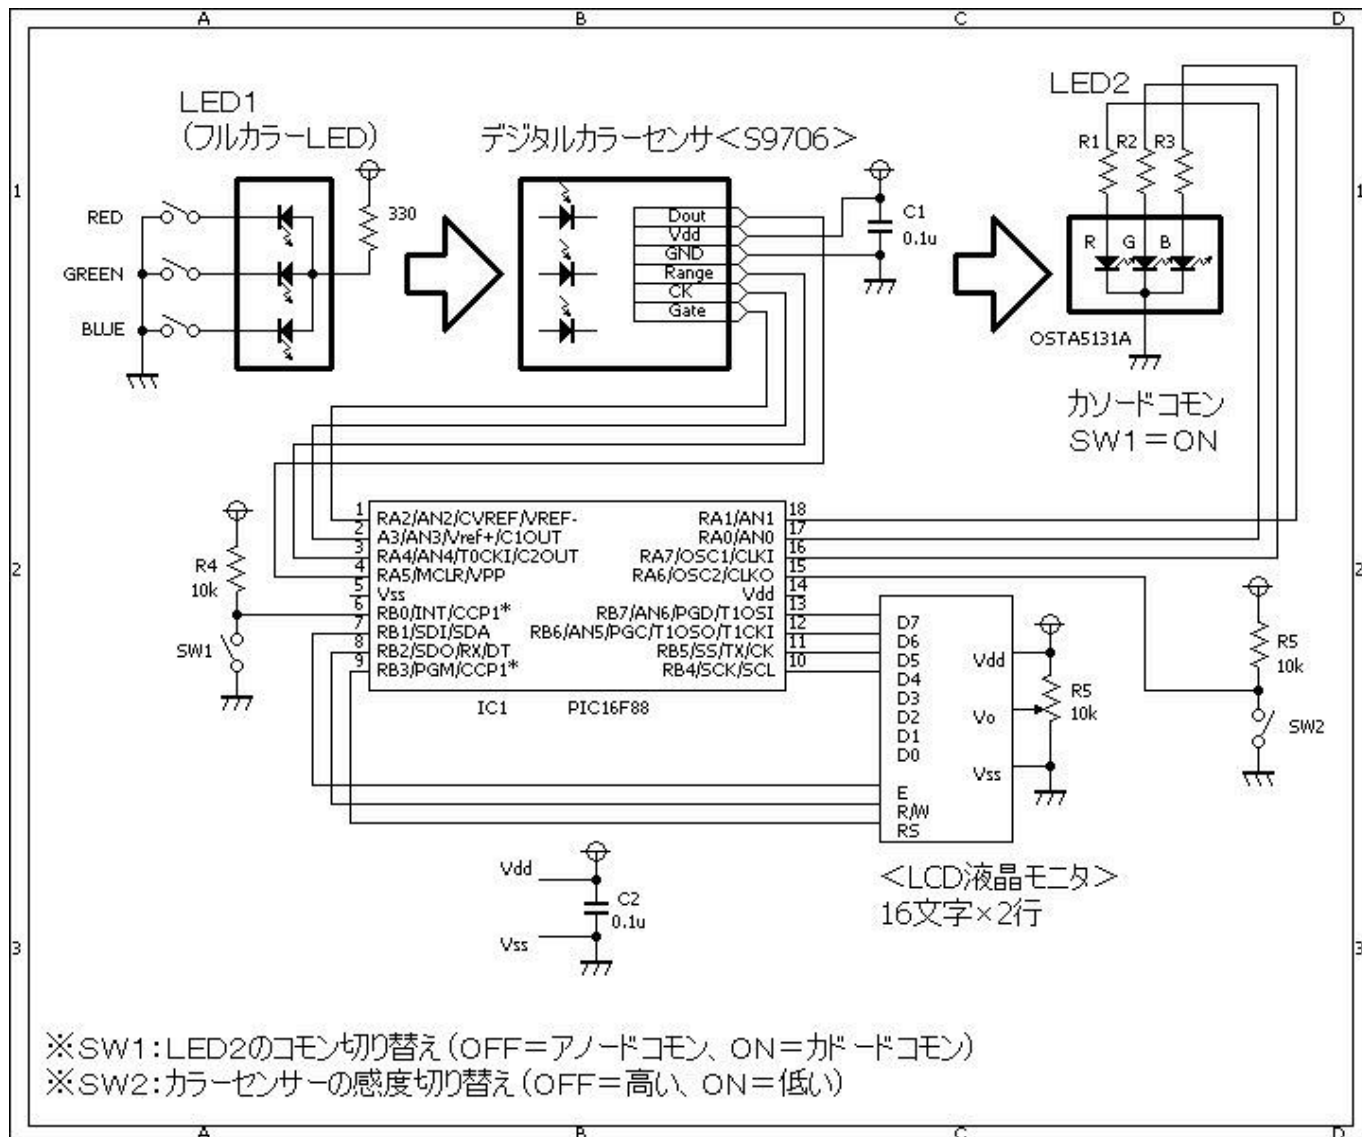 A B C D
LED1
(フルカラーLED)
デジタルカラーセンサ<S9706>
LED2
R1 R2 R3
1 1
RED
330
Dout
Vdd
GND
Range
CK
Gate
C1
0.1u
GREEN
BLUE
R G B
OSTA5131A
カソードコモン
SW1=ON
1 RA2/AN2/CVREF/VREF- RA1/AN1 18
2 A3/AN3/Vref+/C1OUT RA0/AN0 17
3 RA4/AN4/T0CKI/C2OUT RA7/OSC1/CLKI 16
4 RA5/MCLR/VPP RA6/OSC2/CLKO 15
5 Vss Vdd 14
6 RB0/INT/CCP1* RB7/AN6/PGD/T1OSI 13
7 RB1/SDI/SDA RB6/AN5/PGC/T1OSO/T1CKI 12
8 RB2/SDO/RX/DT RB5/SS/TX/CK 11
9 RB3/PGM/CCP1* RB4/SCK/SCL 10
IC1 PIC16F88
2 2
R4
10k
SW1
D7
D6
D5
D4
D3
D2
D1
D0
E
R/W
RS
Vdd
Vo
Vss
R5
10k
R5
10k
SW2
<LCD液晶モニタ>
16文字×2行
Vdd
C2
0.1u
Vss
3 3
※SW1:LED2のコモン切り替え(OFF=アノードコモン、ON=カドードコモン)
※SW2:カラーセンサーの感度切り替え(OFF=高い、ON=低い)
A B C D